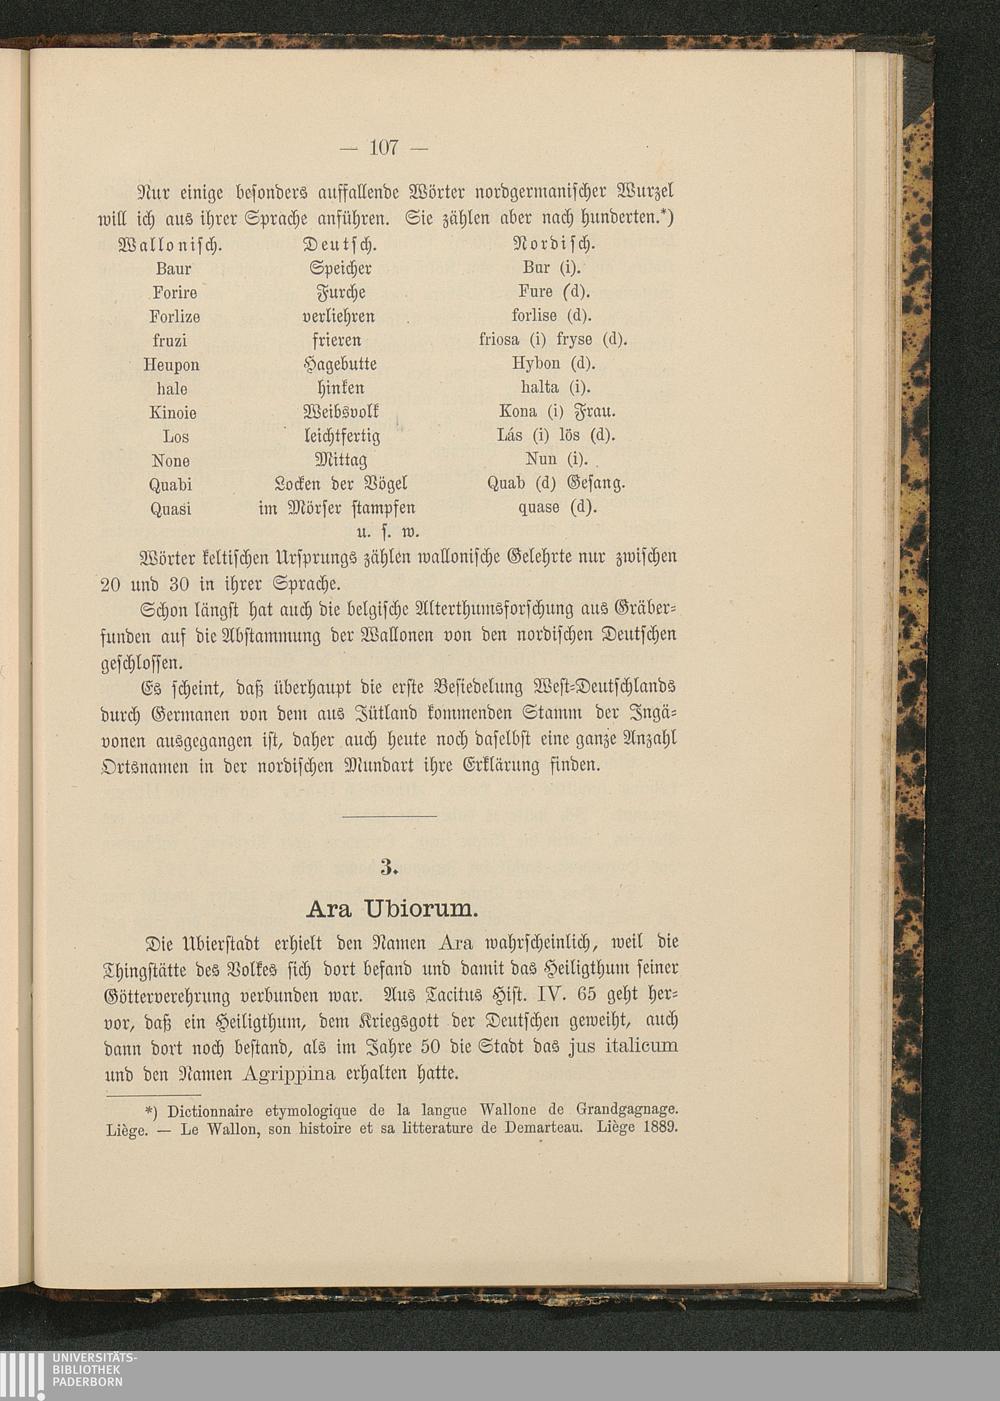 — 107 —
Nur einige besonders auffallende Wörter nordgermanischer Wurzel
will ich aus ihrer Sprache anführen. Sie zählen aber nach hunderten.*)
Wallonisch. Deutsch. Nordisch.
Baur Speicher Bur (i).
Forire Furche Fure (d).
Forlize verliehren forlise (d).
fruzi frieren friosa (i) fryse (d).
Heupon Hagebutte Hybon (d).
hale hinken halta (i).
Kinoie Weibsvolk Kona (i) Frau.
Los leichtfertig Lás (i) lös (d).
None Mittag Nun (i).
Quabi Locken der Vögel Quab (d) Gesang.
Quasi im Mörser stampfen quase (d).
u. s. w.
Wörter keltischen Ursprungs zählen wallonische Gelehrte nur zwischen
20 und 30 in ihrer Sprache.
Schon längst hat auch die belgische Alterthumsforschung aus Gräber-
funden auf die Abstammung der Wallonen von den nordischen Deutschen
geschlossen.
Es scheint, daß überhaupt die erste Besiedelung West-Deutschlands
durch Germanen von dem aus Jütland kommenden Stamm der Ingä-
vonen ausgegangen ist, daher auch heute noch daselbst eine ganze Anzahl
Ortsnamen in der nordischen Mundart ihre Erklärung finden.
3.
Ara Ubiorum.
Die Ubierstadt erhielt den Namen Ara wahrscheinlich, weil die
Thingstätte des Volkes sich dort befand und damit das Heiligthum seiner
Götterverehrung verbunden war. Aus Tacitus Hist. IV. 65 geht her-
vor, daß ein Heiligthum, dem Kriegsgott der Deutschen geweiht, auch
dann dort noch bestand, als im Jahre 50 die Stadt das jus italicum
und den Namen Agrippina erhalten hatte.
*) Dictionnaire etymologique de la langue Wallone de Grandgagnage.
Liège. — Le Wallon, son histoire et sa litterature de Demarteau. Liège 1889.
UNIVERSITÄTS-
BIBLIOTHEK
PADERBORN